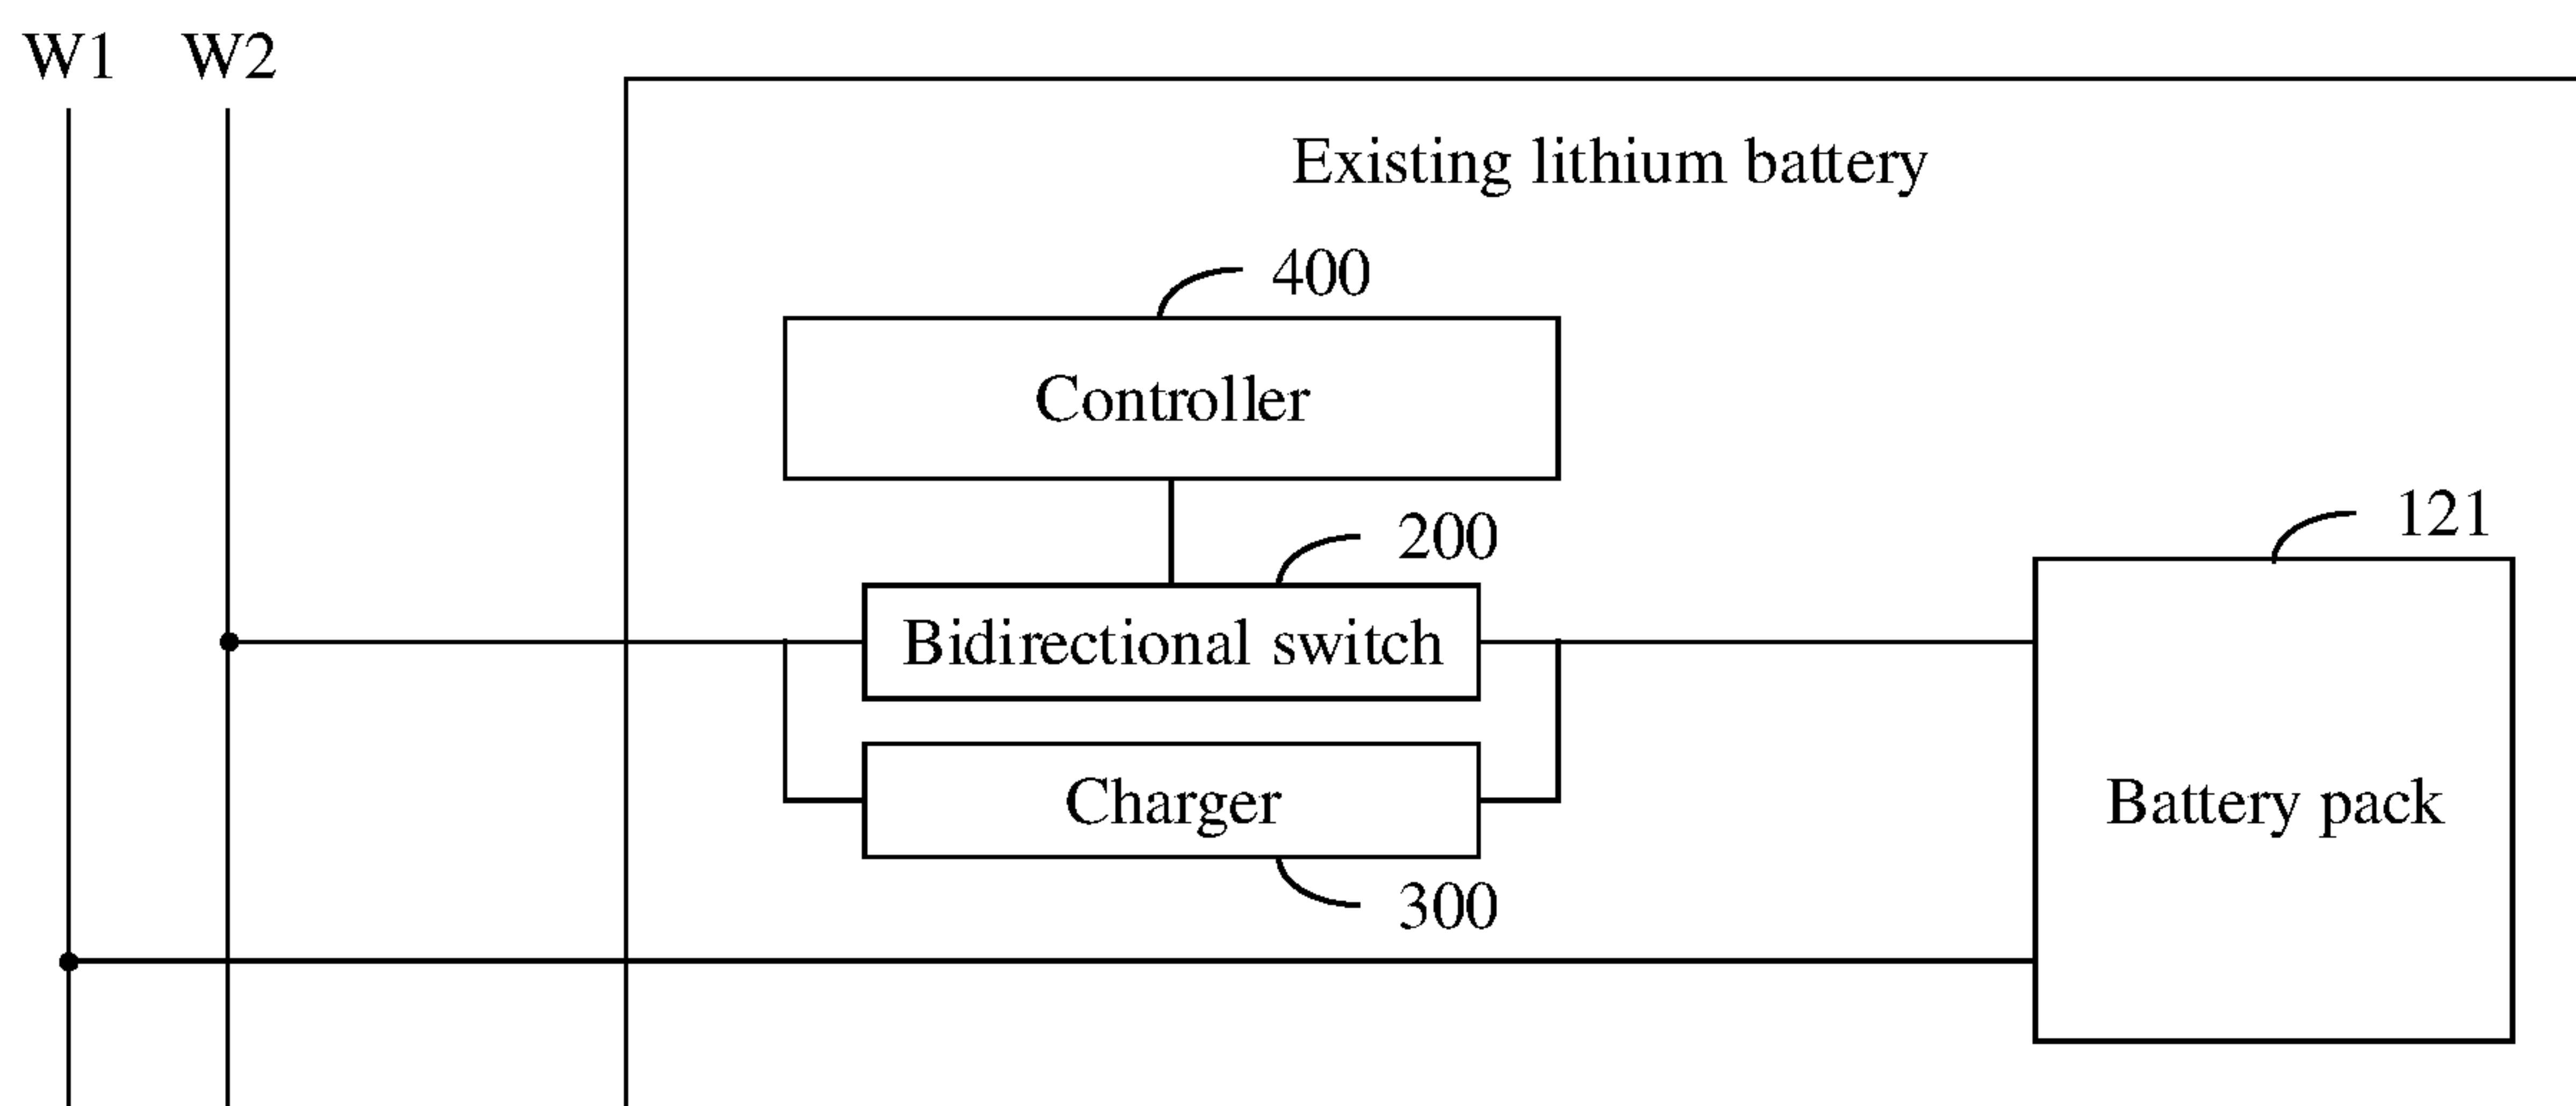 W1 W2
Existing lithium battery
400
Controller
200
121
Bidirectional switch
Charger
Battery pack
300